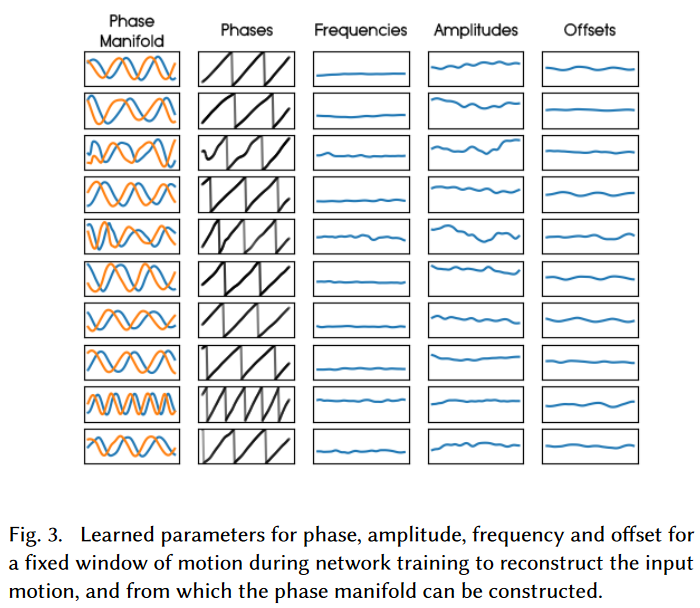 Phase
Manifold
Phases
Frequencies
Amplitudes
Offsets
Fig. 3. Learned parameters for phase, amplitude, frequency and offset for
a fixed window of motion during network training to reconstruct the input
motion, and from which the phase manifold can be constructed.